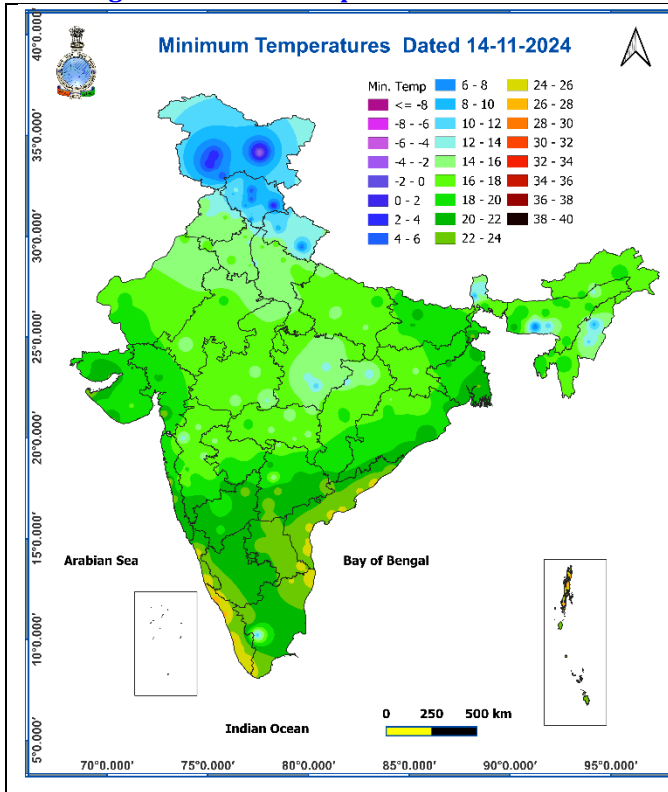 Minimum Temperatures Dated 14-11-2024
Min. Temp
<= -8
-8 - -6
-6 - -4
-4 - -2
-2 - 0
0 - 2
2 - 4
4 - 6
6 - 8
8 - 10
10 - 12
12 - 14
14 - 16
16 - 18
18 - 20
20 - 22
22 - 24
24 - 26
26 - 28
28 - 30
30 - 32
32 - 34
34 - 36
36 - 38
38 - 40
40°0.000'
35°0.000'
30°0.000'
25°0.000'
20°0.000'
15°0.000'
10°0.000'
5°0.000'
Arabian Sea
Bay of Bengal
Indian Ocean
0 250 500 km
70°0.000' 75°0.000' 80°0.000' 85°0.000' 90°0.000' 95°0.000'